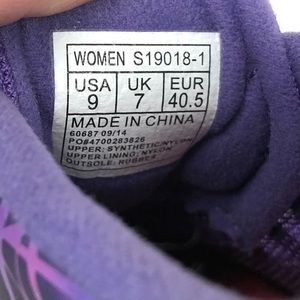 WOMEN S19018-1
USA UK EUR
9 7 40.5
MADE IN CHINA
60687 09/14
PO#4700283826
UPPER: SYNTHETIC/NYLON
UPPER LINING: NYLON
OUTSOLE: RUBBER